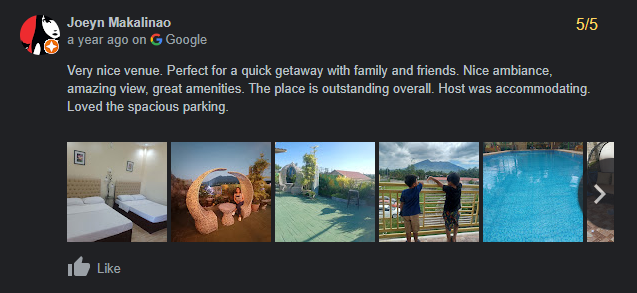 Joeyn Makalinao
5/5
a year ago on Google
Very nice venue. Perfect for a quick getaway with family and friends. Nice ambiance,
amazing view, great amenities. The place is outstanding overall. Host was accommodating.
Loved the spacious parking.
Like